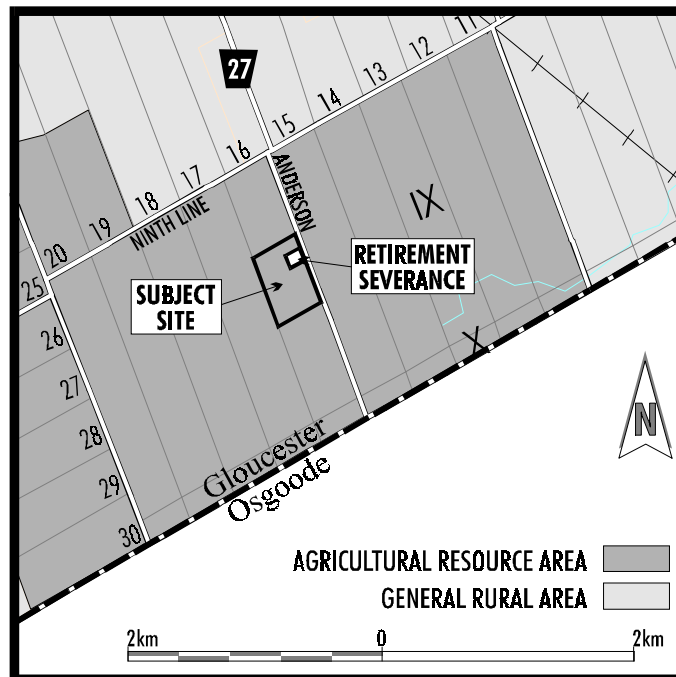 27
11
12
13
14
15
16
17
18
19
20
25
26
27
28
29
30
NINTH LINE
ANDERSON
IX
X
RETIREMENT
SEVERANCE
SUBJECT
SITE
Gloucester
Osgoode
N
AGRICULTURAL RESOURCE AREA
GENERAL RURAL AREA
2km 0 2km